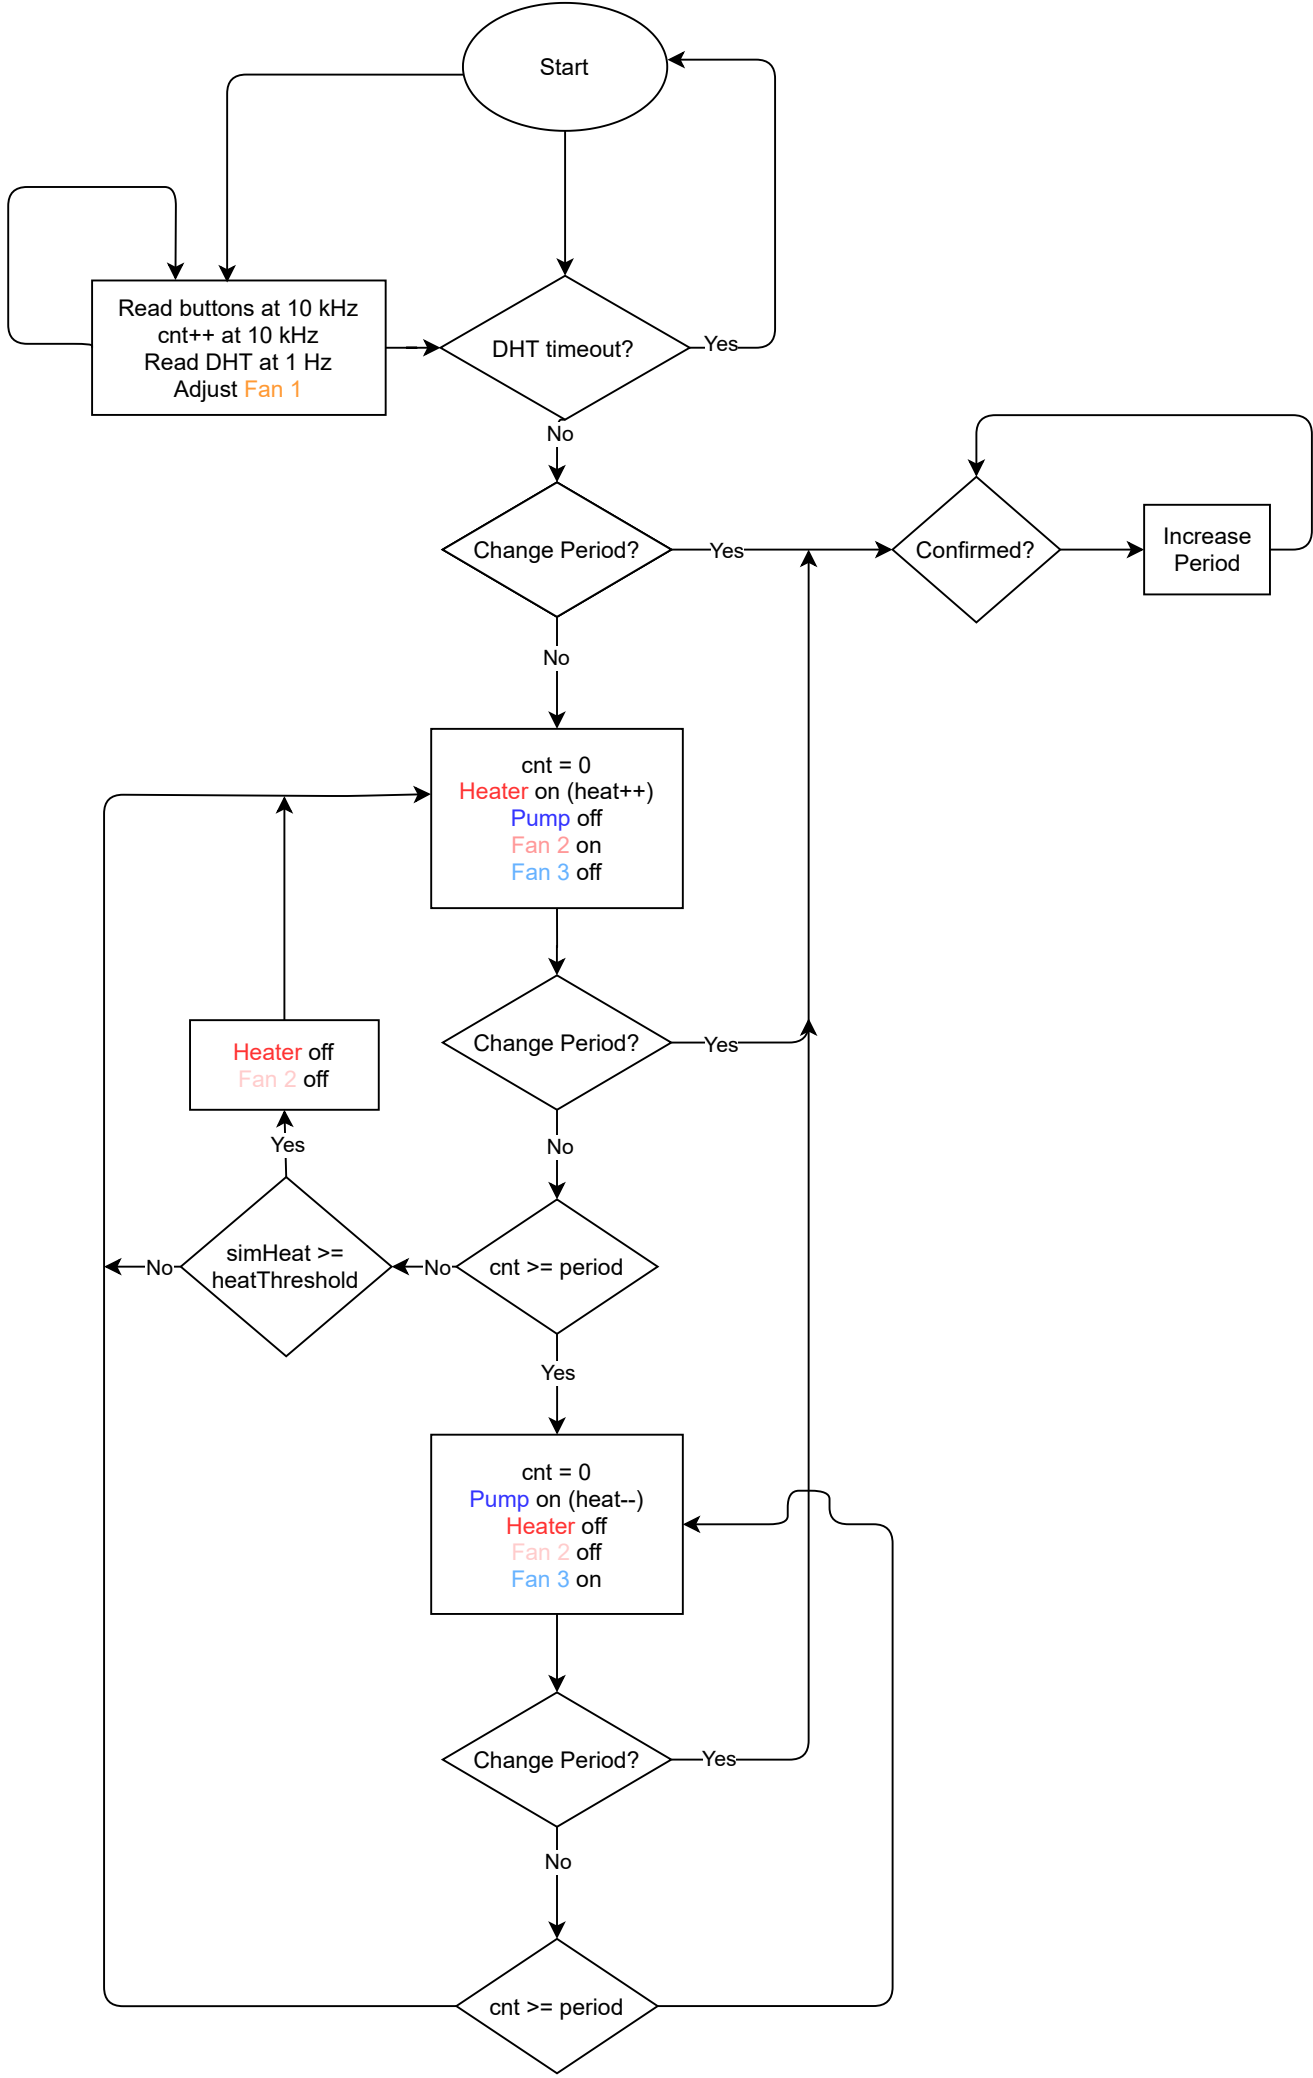 Start
Read buttons at 10 kHz
cnt++ at 10 kHz
Read DHT at 1 Hz
Adjust Fan 1
DHT timeout?
Yes
No
Change Period?
Yes
Confirmed?
Increase
Period
No
cnt = 0
Heater on (heat++)
Pump off
Fan 2 on
Fan 3 off
Change Period?
Yes
Heater off
Fan 2 off
Yes
No
simHeat >=
heatThreshold
No
No
cnt >= period
Yes
cnt = 0
Pump on (heat--)
Heater off
Fan 2 off
Fan 3 on
Change Period?
Yes
No
cnt >= period